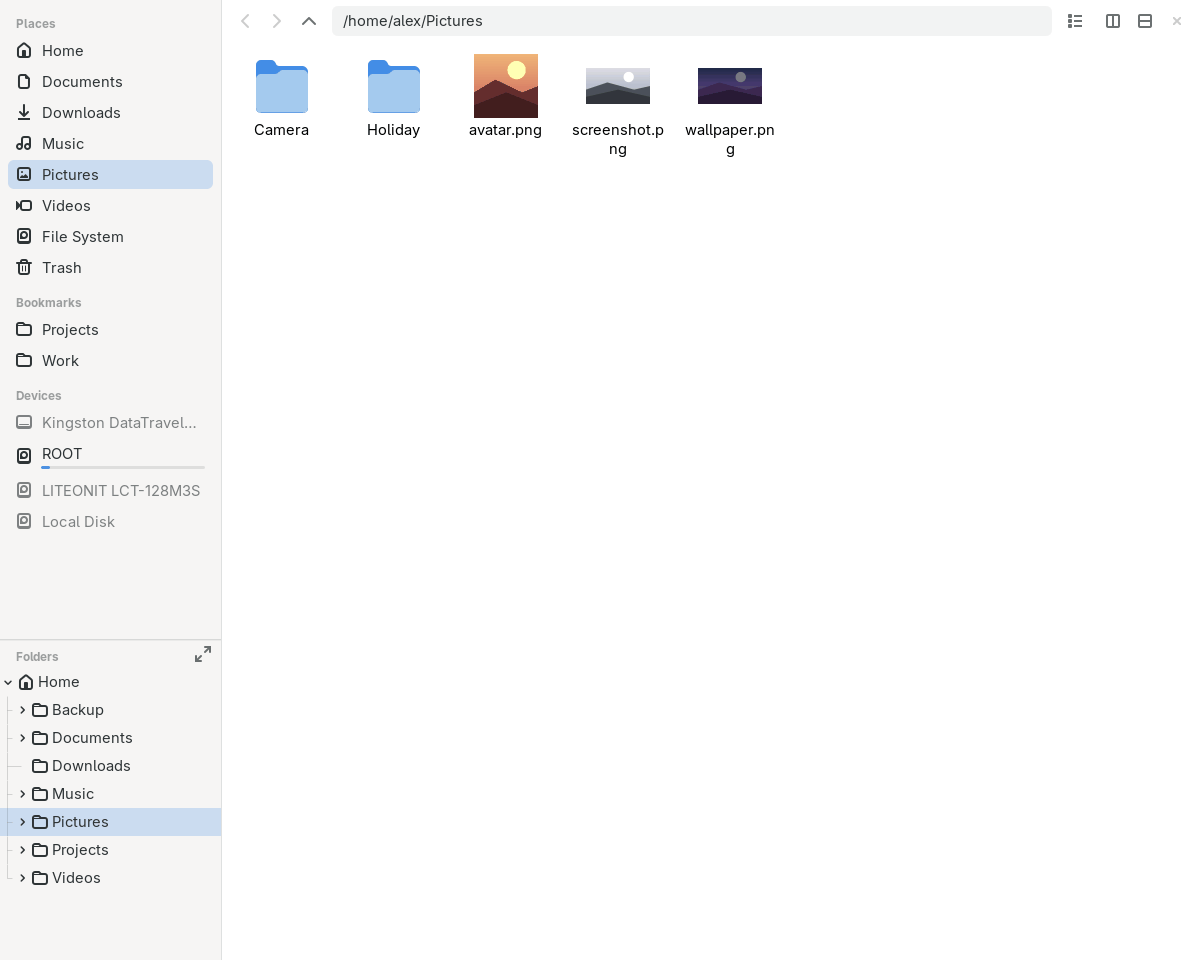 Places
Home
Documents
Downloads
Music
Pictures
Videos
File System
Trash
Bookmarks
Projects
Work
Devices
Kingston DataTravel...
ROOT
LITEONIT LCT-128M3S
Local Disk
Folders
Home
Backup
Documents
Downloads
Music
Pictures
Projects
Videos
/home/alex/Pictures
Camera
Holiday
avatar.png
screenshot.p
ng
wallpaper.pn
g